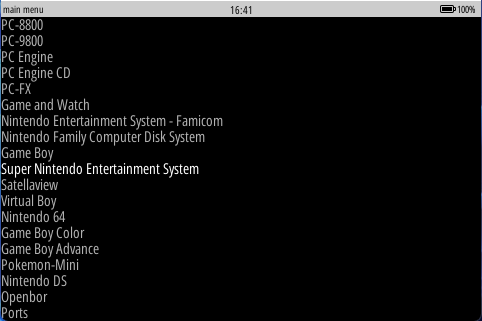 main menu 16:41 100%
PC-8800
PC-9800
PC Engine
PC Engine CD
PC-FX
Game and Watch
Nintendo Entertainment System - Famicom
Nintendo Family Computer Disk System
Game Boy
Super Nintendo Entertainment System
Satellaview
Virtual Boy
Nintendo 64
Game Boy Color
Game Boy Advance
Pokemon-Mini
Nintendo DS
Openbor
Ports